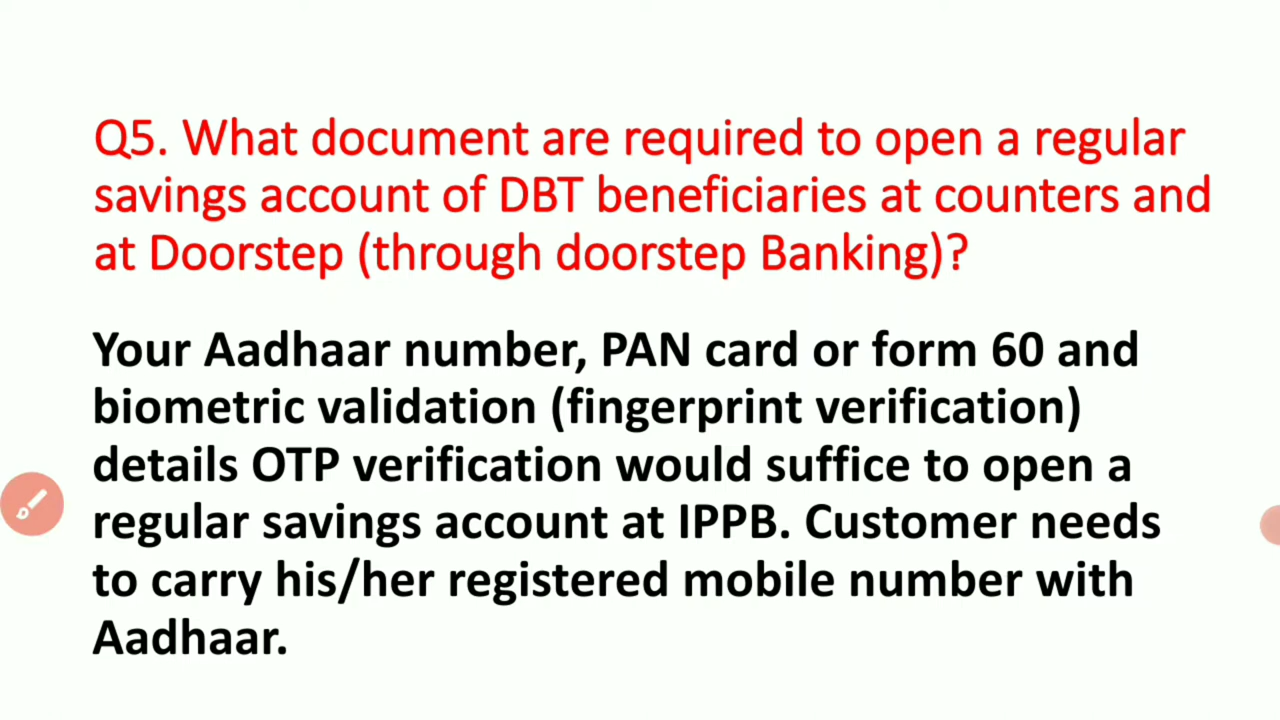 Q5. What document are required to open a regular
savings account of DBT beneficiaries at counters and
at Doorstep (through doorstep Banking)?
Your Aadhaar number, PAN card or form 60 and
biometric validation (fingerprint verification)
details OTP verification would suffice to open a
regular savings account at IPPB. Customer needs
to carry his/her registered mobile number with
Aadhaar.